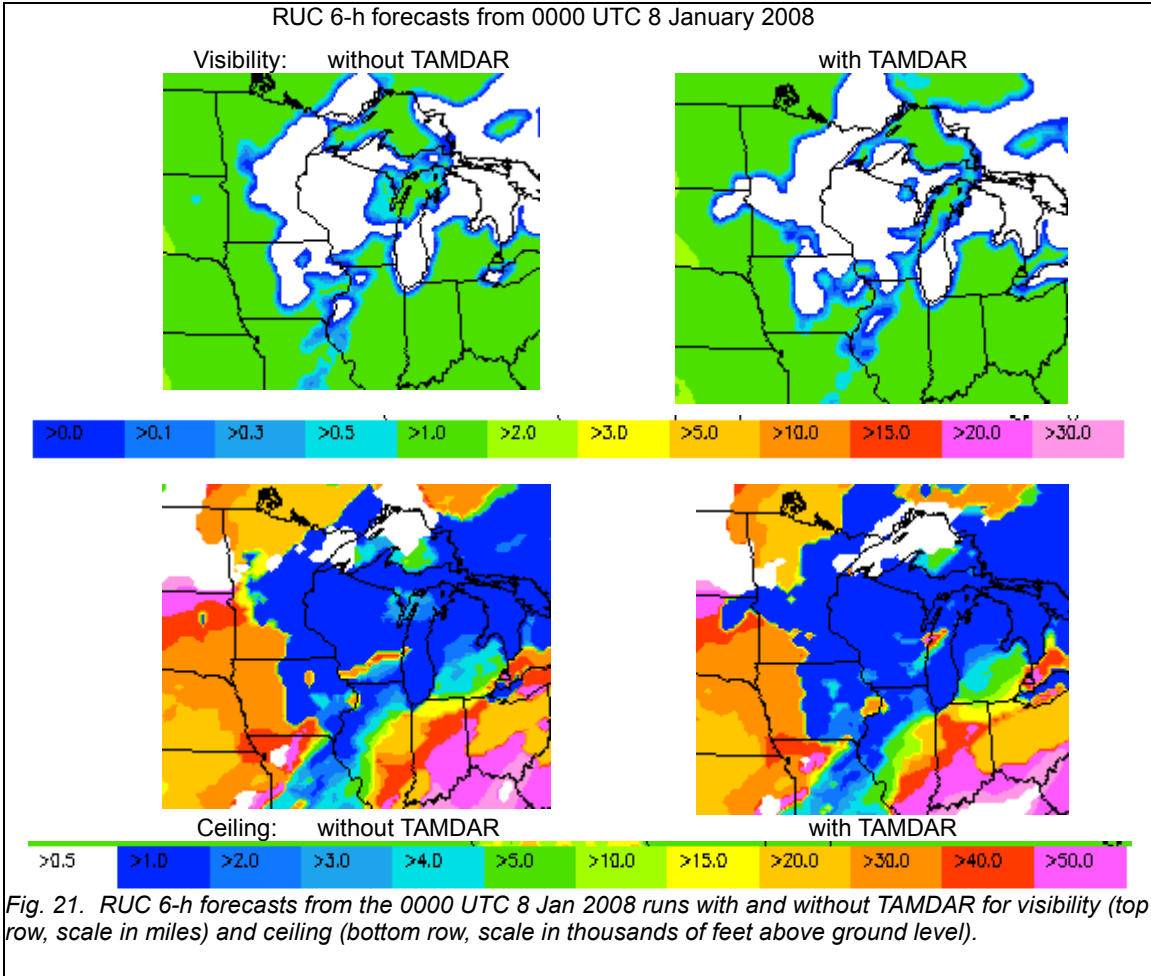 RUC 6-h forecasts from 0000 UTC 8 January 2008
Visibility: without TAMDAR with TAMDAR
>0.0 >0.1 >0.3 >0.5 >1.0 >2.0 >3.0 >5.0 >10.0 >15.0 >20.0 >30.0
Ceiling: without TAMDAR with TAMDAR
>0.5 >1.0 >2.0 >3.0 >4.0 >5.0 >10.0 >15.0 >20.0 >30.0 >40.0 >50.0
Fig. 21. RUC 6-h forecasts from the 0000 UTC 8 Jan 2008 runs with and without TAMDAR for visibility (top
row, scale in miles) and ceiling (bottom row, scale in thousands of feet above ground level).